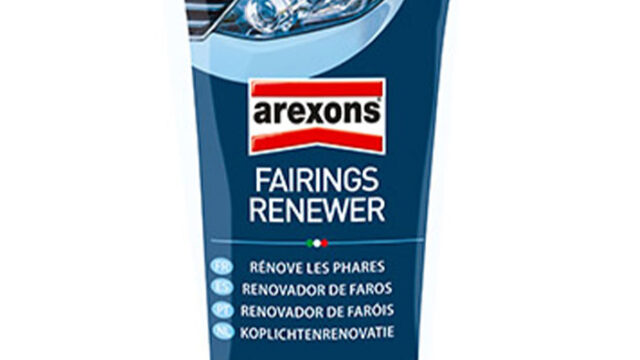 arexons®
FAIRINGS
RENEWER
FR RÉNOVE LES PHARES
ES RENOVADOR DE FAROS
PT RENOVADOR DE FARÓIS
NL KOPLICHTENRENOVATIE